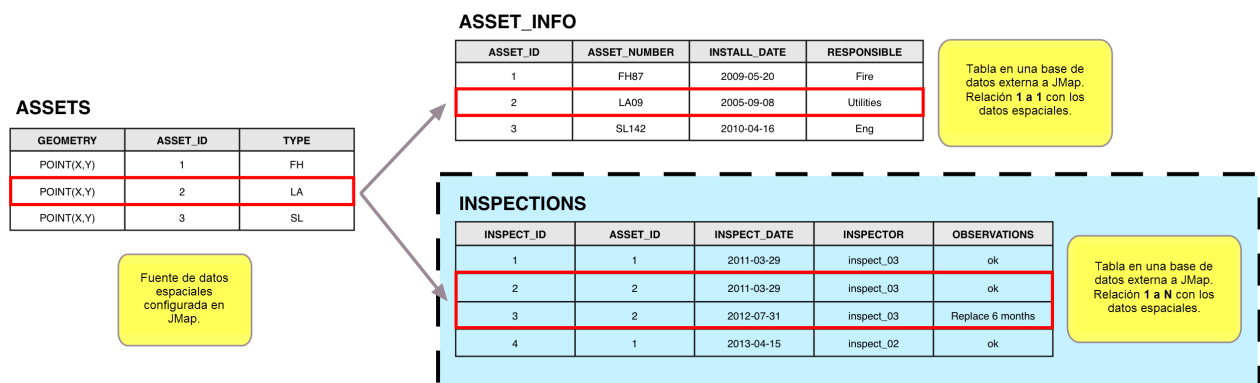 ASSET_INFO
ASSET_ID ASSET_NUMBER INSTALL_DATE RESPONSIBLE
1 FH87 2009-05-20 Fire
2 LA09 2005-09-08 Utilities
3 SL142 2010-04-16 Eng
Tabla en una base de
datos externa a JMap.
Relación 1 a 1 con los
datos espaciales.
ASSETS
GEOMETRY ASSET_ID TYPE
POINT(X,Y) 1 FH
POINT(X,Y) 2 LA
POINT(X,Y) 3 SL
Fuente de datos
espaciales
configurada en
JMap.
INSPECTIONS
INSPECT_ID ASSET_ID INSPECT_DATE INSPECTOR OBSERVATIONS
1 1 2011-03-29 inspect_03 ok
2 2 2011-03-29 inspect_03 ok
3 2 2012-07-31 inspect_03 Replace 6 months
4 1 2013-04-15 inspect_02 ok
Tabla en una base de
datos externa a JMap.
Relación 1 a N con los
datos espaciales.